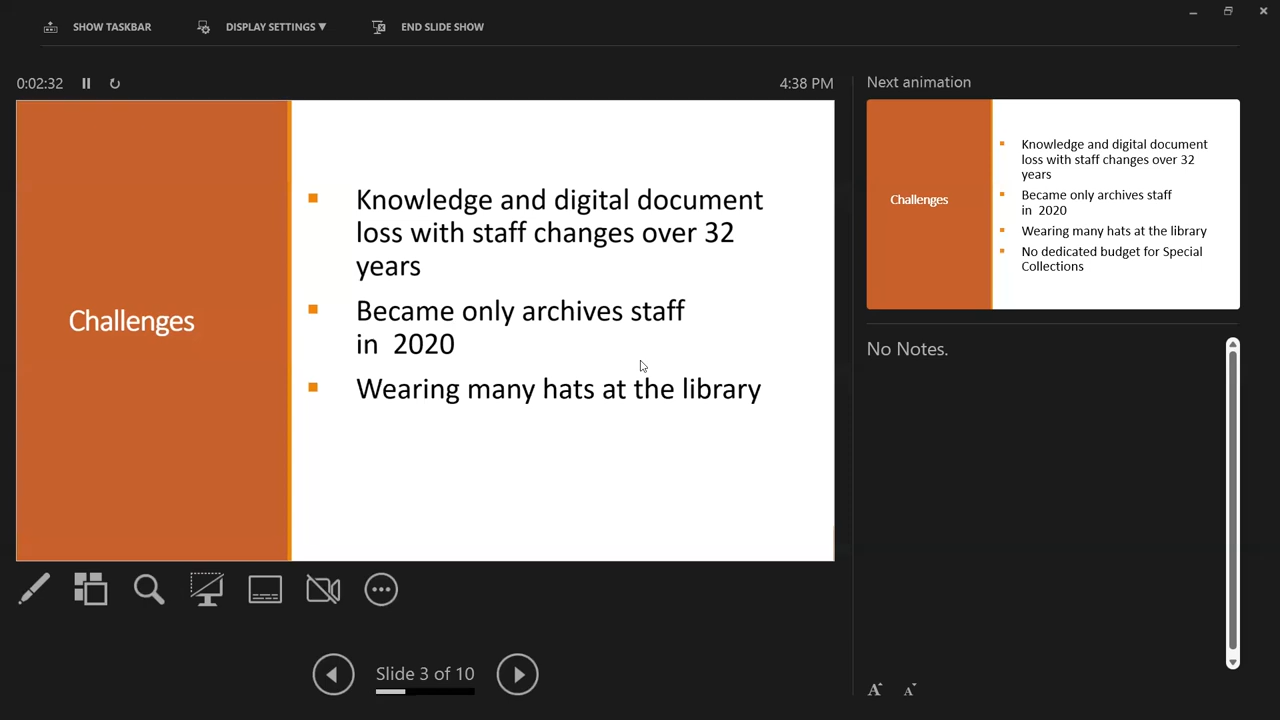 SHOW TASKBAR
DISPLAY SETTINGS ▼
END SLIDE SHOW
0:02:32
4:38 PM
Challenges
Knowledge and digital document
loss with staff changes over 32
years
Became only archives staff
in  2020
Wearing many hats at the library
Next animation
Challenges
Knowledge and digital document
loss with staff changes over 32
years
Became only archives staff
in  2020
Wearing many hats at the library
No dedicated budget for Special
Collections
No Notes.
Slide 3 of 10
A A